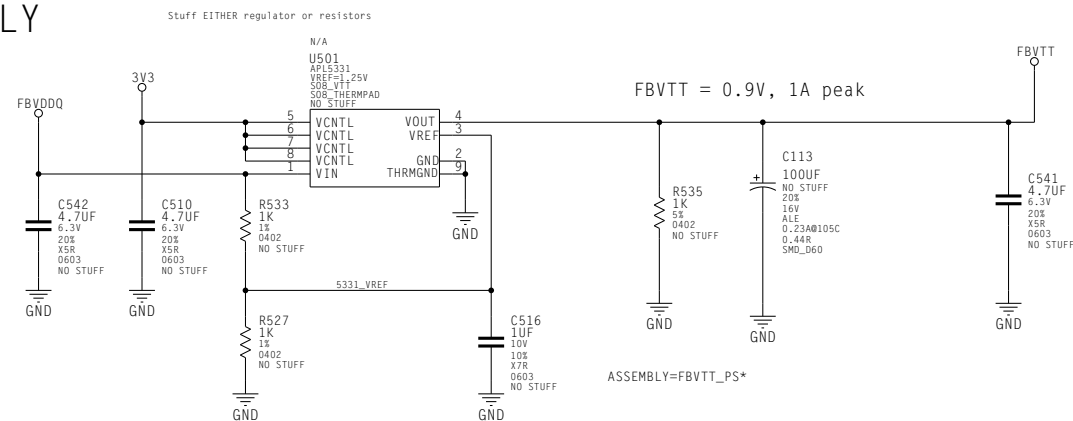 LY
Stuff EITHER regulator or resistors
N/A
U501
APL5331
VREF=1.25V
SO8_VTT
SO8_THERMPAD
NO STUFF
FBVDDQ
3V3
FBVTT
FBVTT = 0.9V, 1A peak
5 VCNTL
6 VCNTL
7 VCNTL
8 VCNTL
1 VIN
VOUT 4
VREF 3
GND 2
THRMGND 9
GND
C542
4.7UF
6.3V
20%
X5R
0603
NO STUFF
GND
C510
4.7UF
6.3V
20%
X5R
0603
NO STUFF
GND
R533
1K
1%
0402
NO STUFF
5331_VREF
R527
1K
1%
0402
NO STUFF
GND
C516
1UF
10V
10%
X7R
0603
NO STUFF
GND
R535
1K
5%
0402
NO STUFF
GND
C113
+
100UF
NO STUFF
20%
16V
ALE
0.23A@105C
0.44R
SMD_D60
GND
C541
4.7UF
6.3V
20%
X5R
0603
NO STUFF
GND
ASSEMBLY=FBVTT_PS*